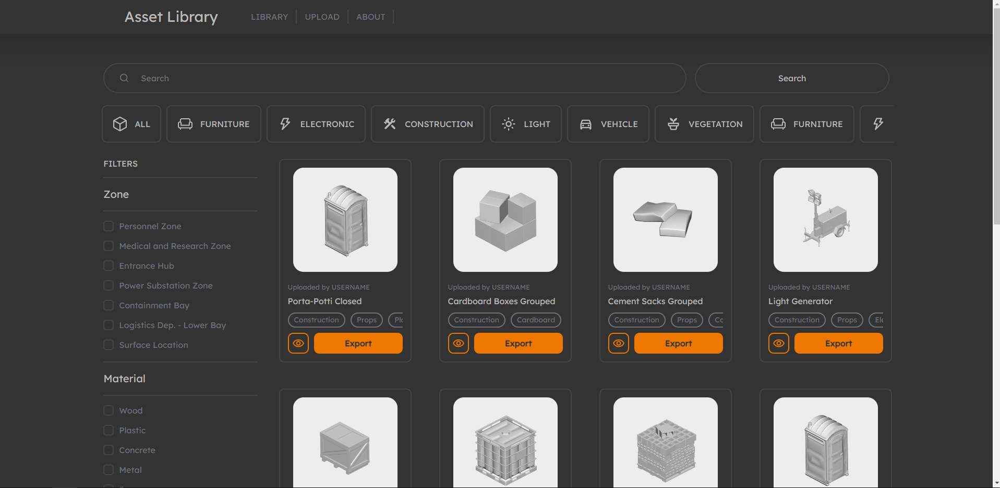 Asset Library
LIBRARY
UPLOAD
ABOUT
Search
Search
ALL
FURNITURE
ELECTRONIC
CONSTRUCTION
LIGHT
VEHICLE
VEGETATION
FURNITURE
FILTERS
Zone
Personnel Zone
Medical and Research Zone
Entrance Hub
Power Substation Zone
Containment Bay
Logistics Dep. - Lower Bay
Surface Location
Material
Wood
Plastic
Concrete
Metal
Uploaded by USERNAME
Porta-Potti Closed
Construction Props
Export
Uploaded by USERNAME
Cardboard Boxes Grouped
Construction Cardboard
Export
Uploaded by USERNAME
Cement Sacks Grouped
Construction Props Co
Export
Uploaded by USERNAME
Light Generator
Construction Props Ele
Export